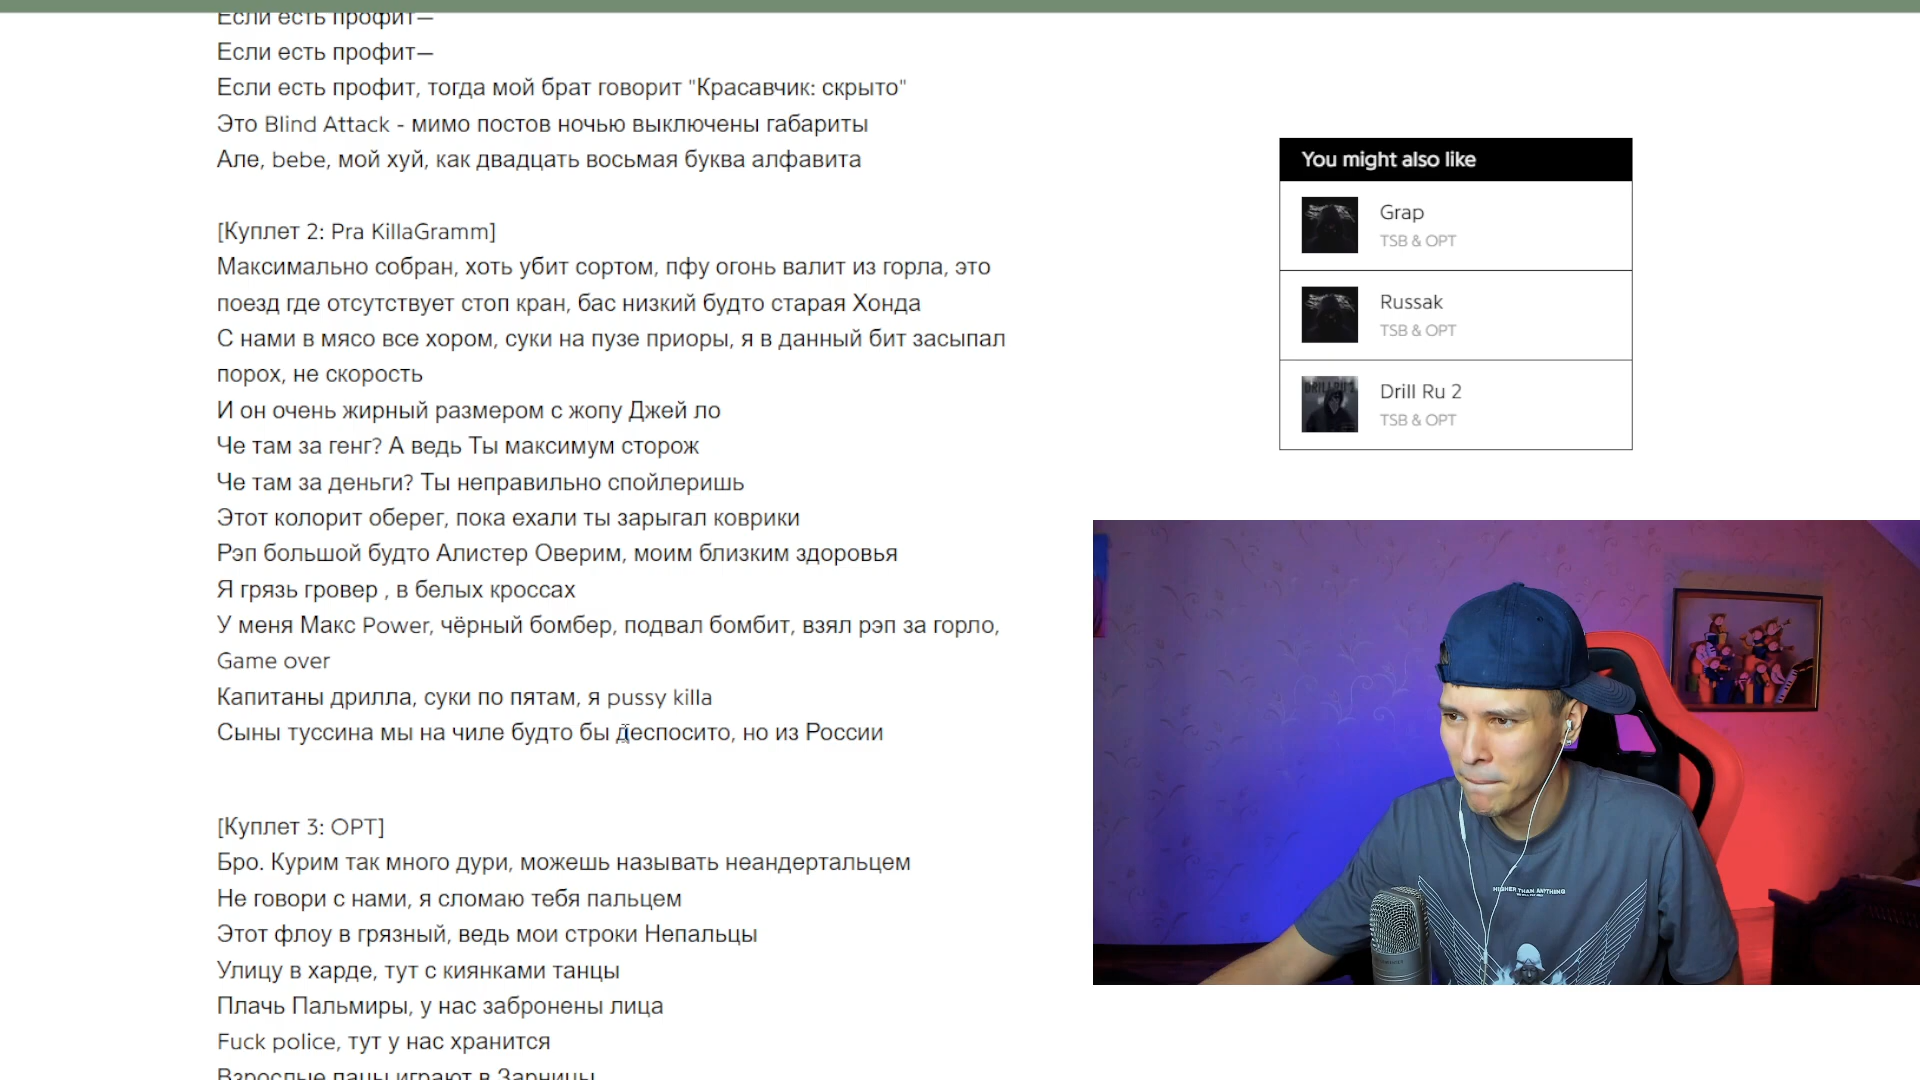 Если есть профит—
Если есть профит—
Если есть профит, тогда мой брат говорит "Красавчик: скрыто"
Это Blind Attack - мимо постов ночью выключены габариты
Але, bebe, мой хуй, как двадцать восьмая буква алфавита
[Куплет 2: Pra KillaGramm]
Максимально собран, хоть убит сортом, пфу огонь валит из горла, это
поезд где отсутствует стоп кран, бас низкий будто старая Хонда
С нами в мясо все хором, суки на пузе приоры, я в данный бит засыпал
порох, не скорость
И он очень жирный размером с жопу Джей ло
Че там за генг? А ведь Ты максимум сторож
Че там за деньги? Ты неправильно спойлеришь
Этот колорит оберег, пока ехали ты зарыгал коврики
Рэп большой будто Алистер Оверим, моим близким здоровья
Я грязь гровер , в белых кроссах
У меня Макс Power, чёрный бомбер, подвал бомбит, взял рэп за горло,
Game over
Капитаны дрилла, суки по пятам, я pussy killa
Сыны туссина мы на чиле будто бы деспосито, но из России
[Куплет 3: OPT]
Бро. Курим так много дури, можешь называть неандертальцем
Не говори с нами, я сломаю тебя пальцем
Этот флоу в грязный, ведь мои строки Непальцы
Улицу в харде, тут с киянками танцы
Плачь Пальмиры, у нас забронены лица
Fuck police, тут у нас хранится
Взрослые пацы играют в Зарницы
You might also like
Grap
TSB & OPT
Russak
TSB & OPT
Drill Ru 2
TSB & OPT
HIGHER THAN ANYTHING